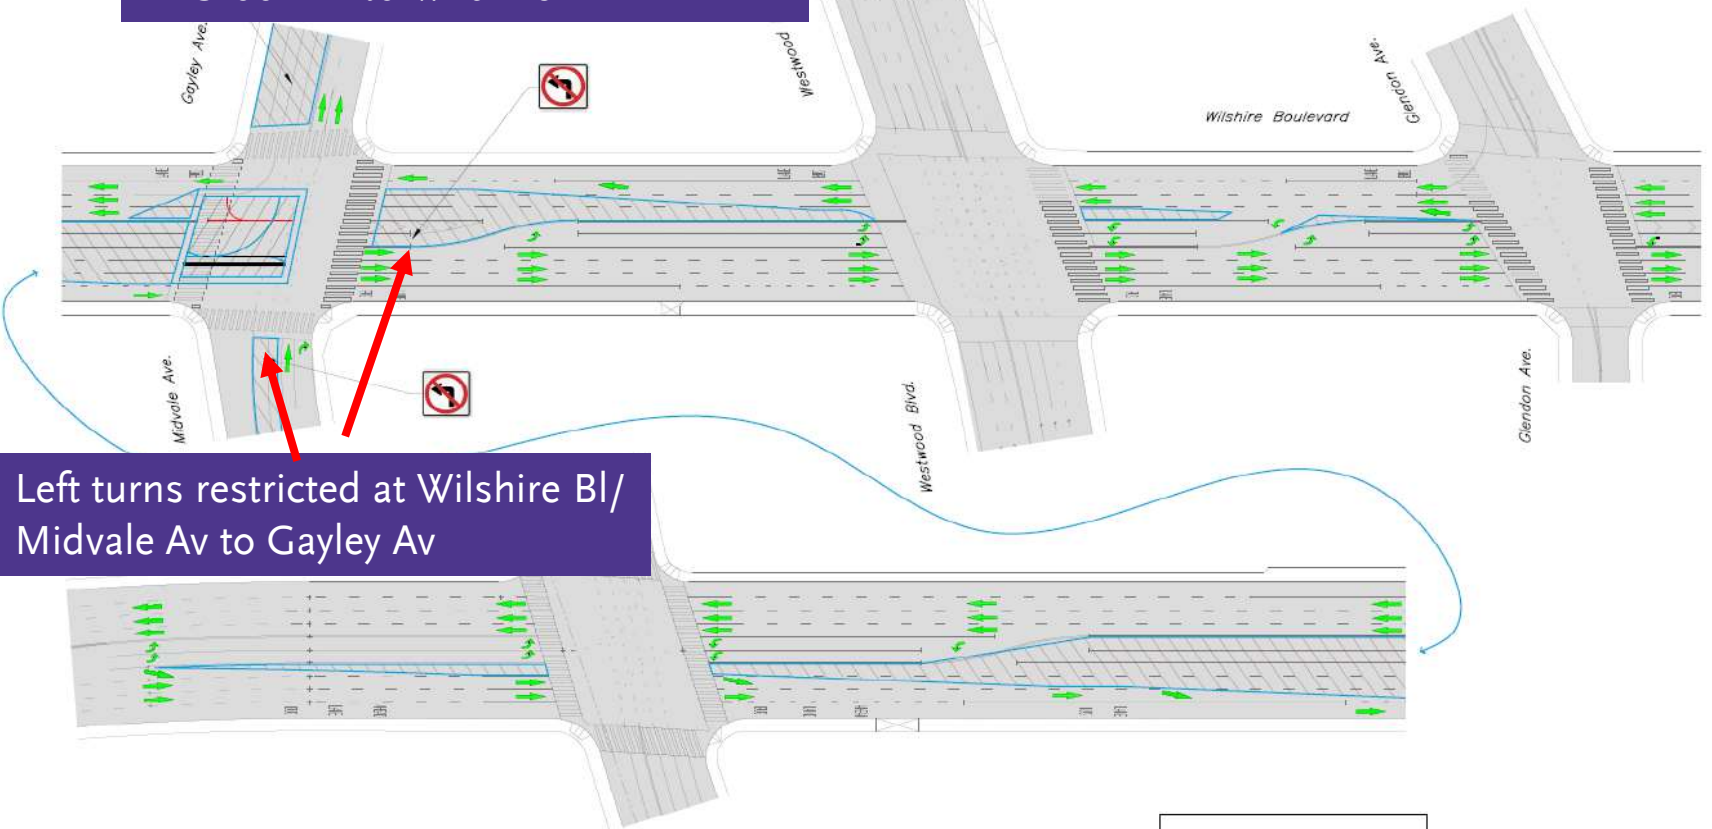 Gayley Ave.
Westwood
Glendon Ave.
Wilshire Boulevard
Midvale Ave.
Westwood Blvd.
Glendon Ave.
Left turns restricted at Wilshire Bl/
Midvale Av to Gayley Av